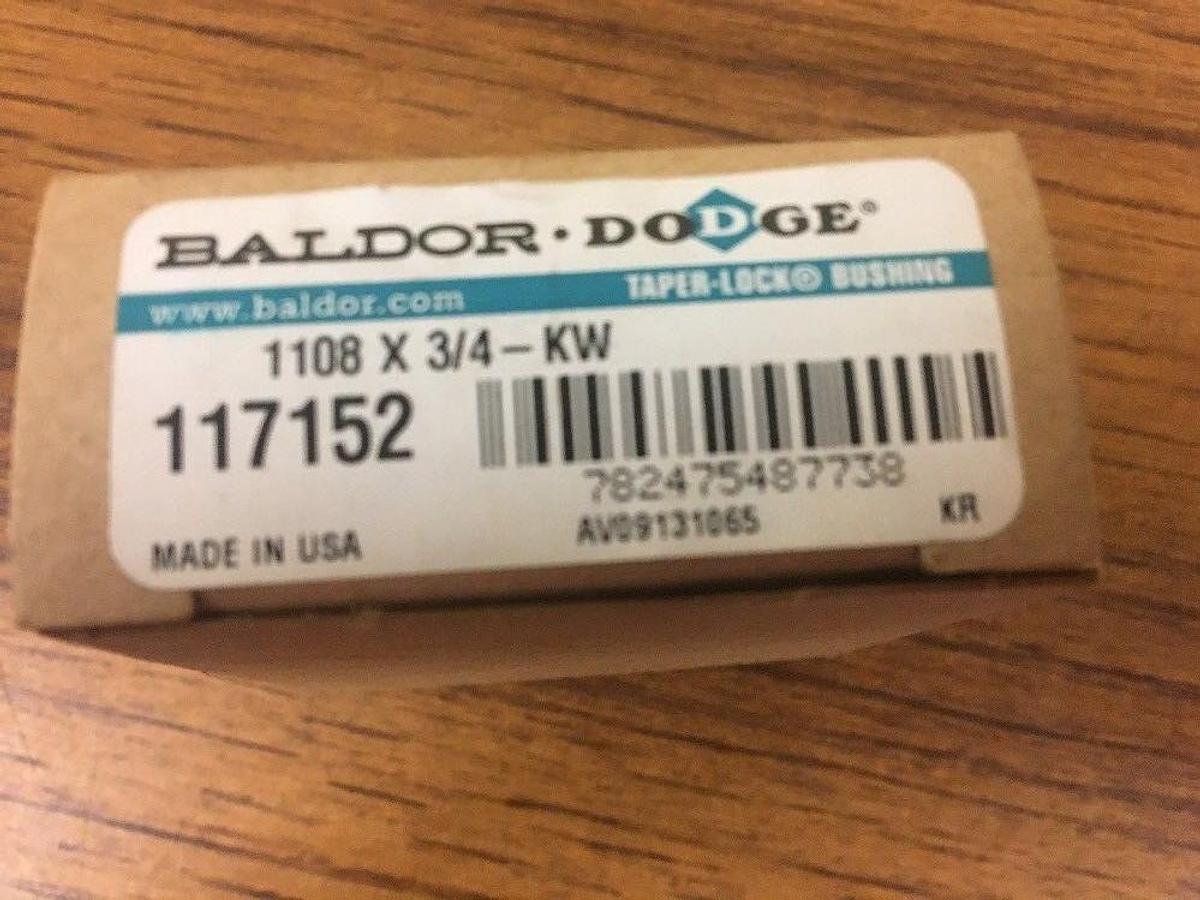 BALDOR · DODGE®
www.baldor.com TAPER-LOCK® BUSHING
1108 X 3/4 – KW
117152
782475487738
AV09131065
KR
MADE IN USA